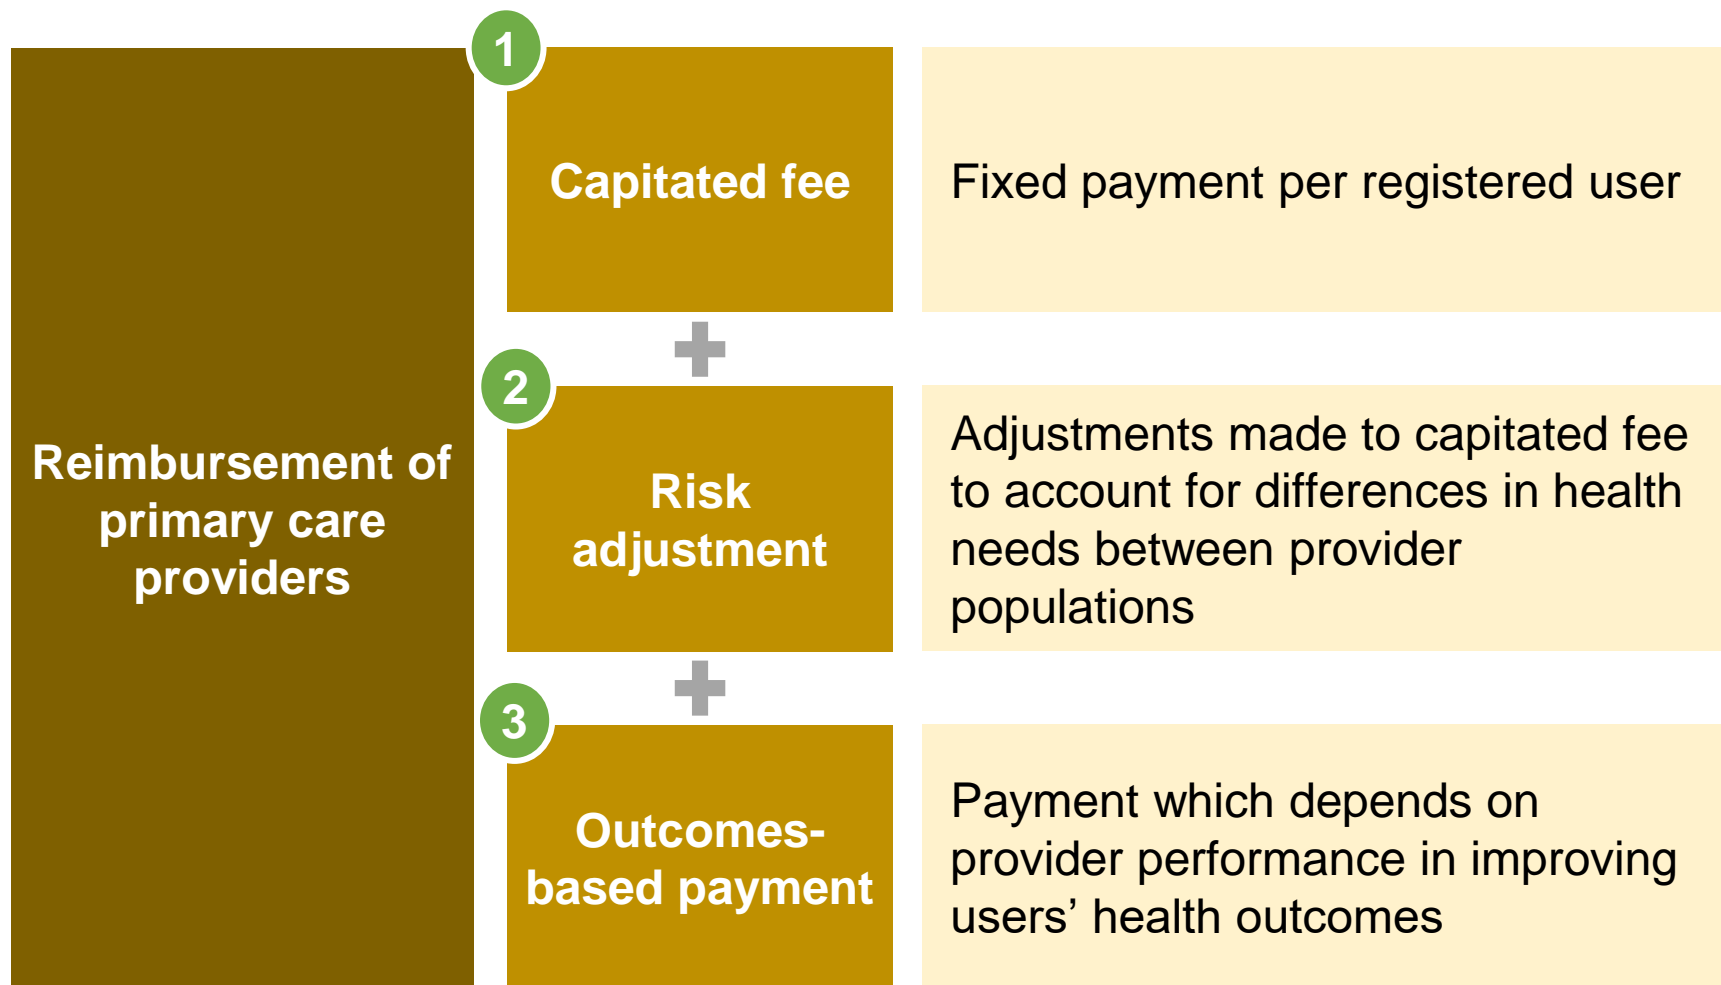 Reimbursement of
primary care
providers
1
Capitated fee
Fixed payment per registered user
2
Risk
adjustment
Adjustments made to capitated fee
to account for differences in health
needs between provider
populations
3
Outcomes-
based payment
Payment which depends on
provider performance in improving
users’ health outcomes